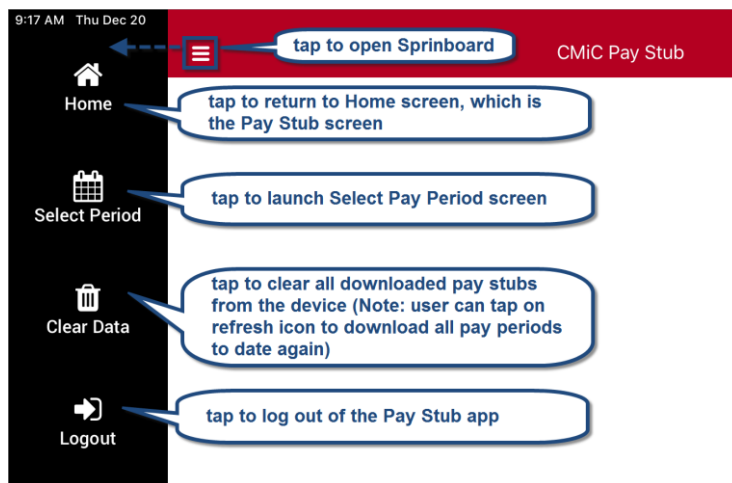 9:17 AM Thu Dec 20
tap to open Sprinboard
CMiC Pay Stub
Home
tap to return to Home screen, which is
the Pay Stub screen
Select Period
tap to launch Select Pay Period screen
Clear Data
tap to clear all downloaded pay stubs
from the device (Note: user can tap on
refresh icon to download all pay periods
to date again)
Logout
tap to log out of the Pay Stub app